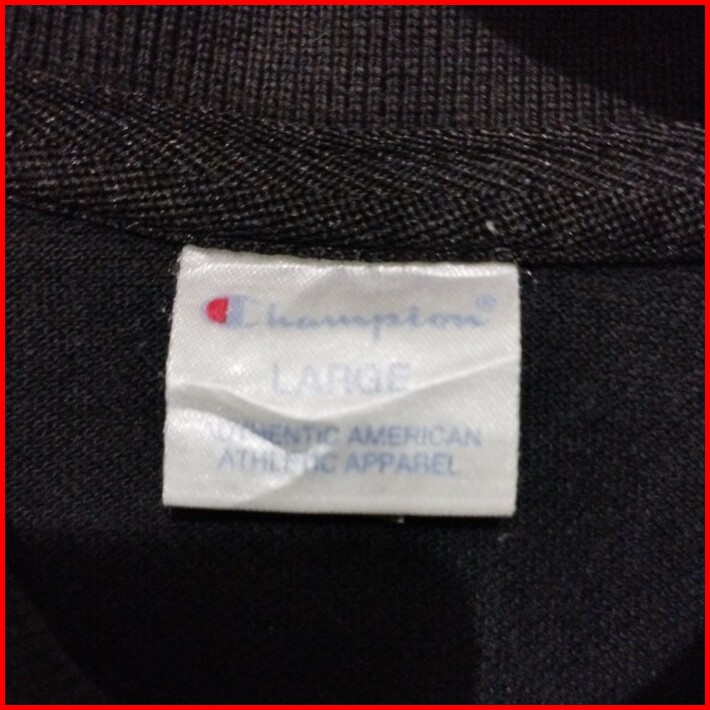 Champion®
LARGE
AUTHENTIC AMERICAN
ATHLETIC APPAREL